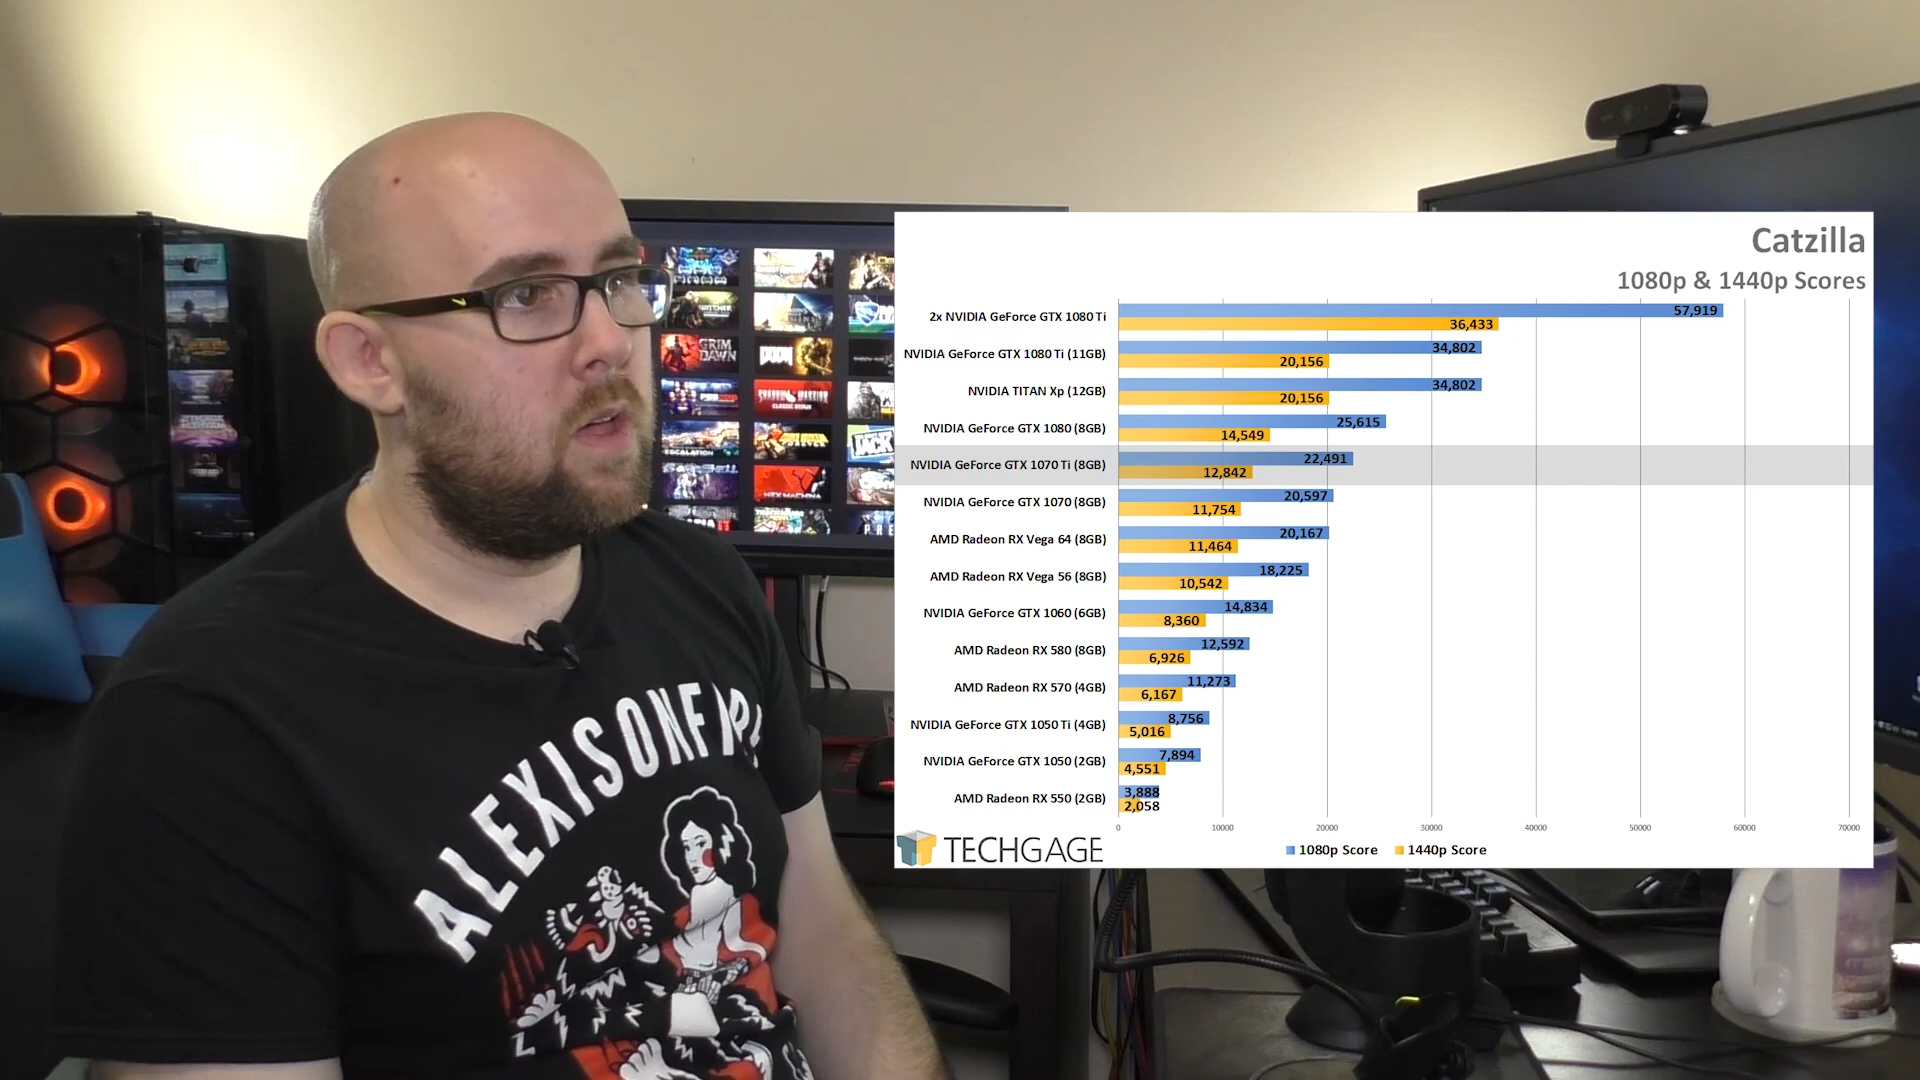 Catzilla
1080p & 1440p Scores
2x NVIDIA GeForce GTX 1080 Ti
57,919
36,433
NVIDIA GeForce GTX 1080 Ti (11GB)
34,802
20,156
NVIDIA TITAN Xp (12GB)
34,802
20,156
NVIDIA GeForce GTX 1080 (8GB)
25,615
14,549
NVIDIA GeForce GTX 1070 Ti (8GB)
22,491
12,842
NVIDIA GeForce GTX 1070 (8GB)
20,597
11,754
AMD Radeon RX Vega 64 (8GB)
20,167
11,464
AMD Radeon RX Vega 56 (8GB)
18,225
10,542
NVIDIA GeForce GTX 1060 (6GB)
14,834
8,360
AMD Radeon RX 580 (8GB)
12,592
6,926
AMD Radeon RX 570 (4GB)
11,273
6,167
NVIDIA GeForce GTX 1050 Ti (4GB)
8,756
5,016
NVIDIA GeForce GTX 1050 (2GB)
7,894
4,551
AMD Radeon RX 550 (2GB)
3,888
2,058
0 10000 20000 30000 40000 50000 60000 70000
1080p Score 1440p Score
TECHGAGE
WITCHER
GRIM
DAWN
DOOM
SHADOW WARRIOR
CLASSIC REDUX
ESCALATION
HEX MACHINA
ALEXISONFIRE